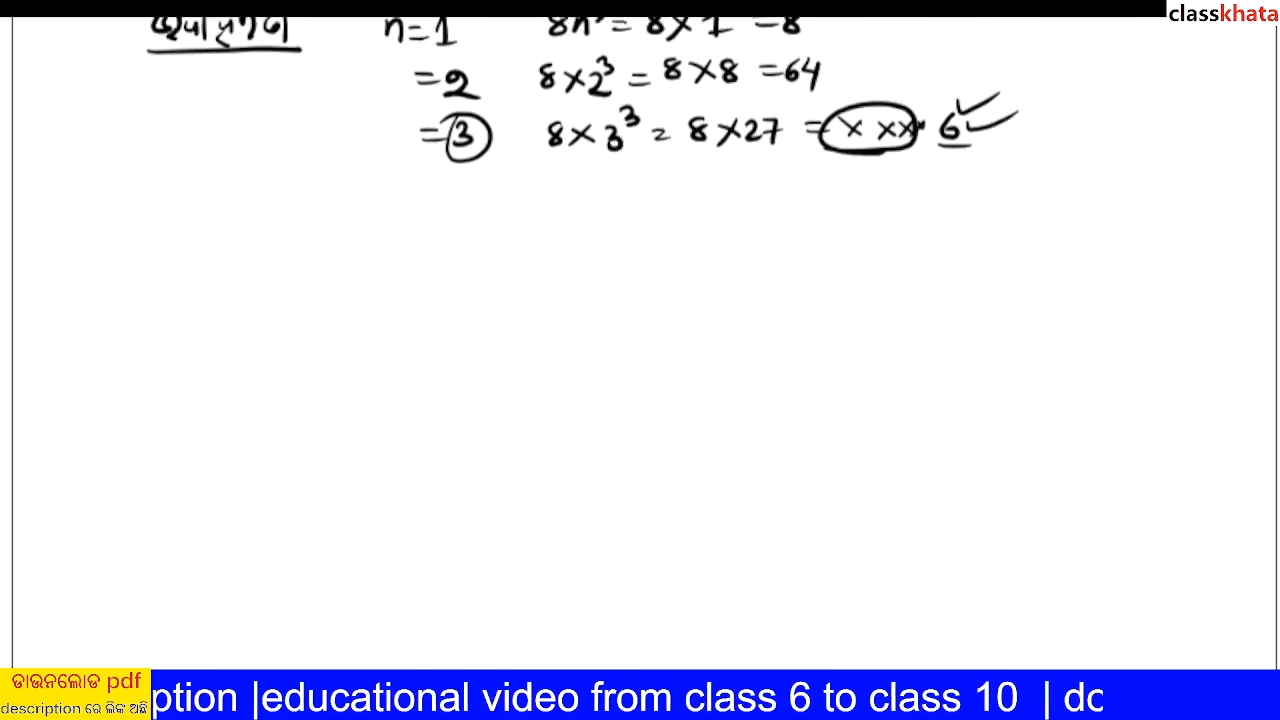 classkhata
n=1 8n³ = 8×1 =8
=2 8×2³ = 8×8 =64
=3 8×3³ = 8×27 = × ×× 6
ଡାଉନଲୋଡ pdf
description ରେ ଲିଙ୍କ ଅଛି
ption |educational video from class 6 to class 10 | dc